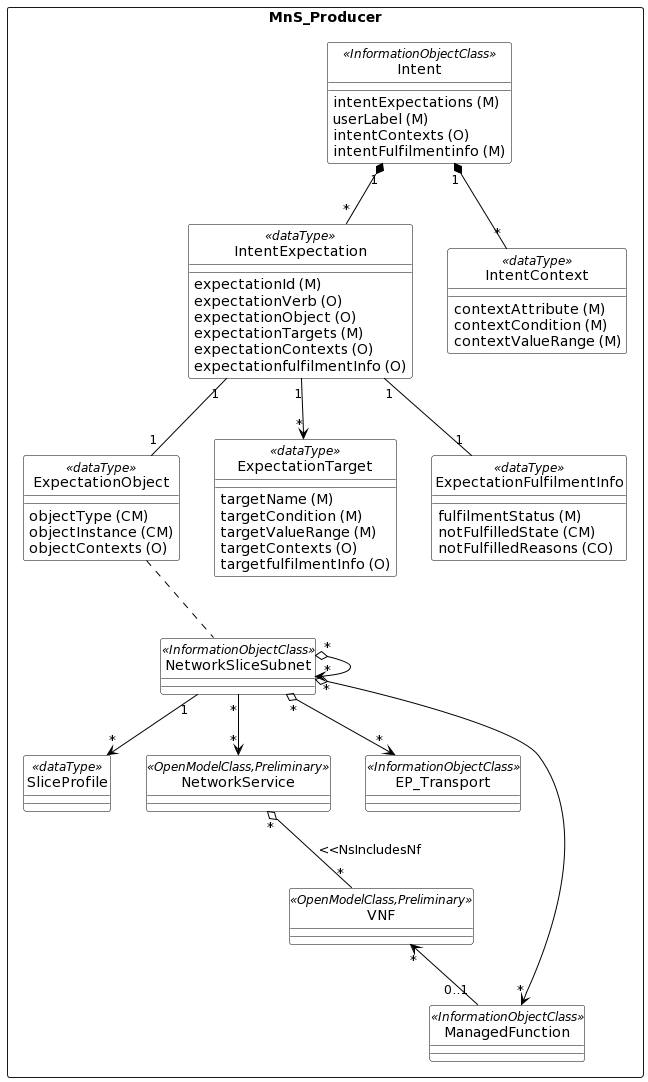 MnS_Producer
«InformationObjectClass»
Intent
intentExpectations (M)
userLabel (M)
intentContexts (O)
intentFulfilmentinfo (M)
1
1
*
*
«dataType»
IntentExpectation
expectationId (M)
expectationVerb (O)
expectationObject (O)
expectationTargets (M)
expectationContexts (O)
expectationfulfilmentInfo (O)
«dataType»
IntentContext
contextAttribute (M)
contextCondition (M)
contextValueRange (M)
1
1
1
1
*
1
«dataType»
ExpectationObject
objectType (CM)
objectInstance (CM)
objectContexts (O)
«dataType»
ExpectationTarget
targetName (M)
targetCondition (M)
targetValueRange (M)
targetContexts (O)
targetfulfilmentInfo (O)
«dataType»
ExpectationFulfilmentInfo
fulfilmentStatus (M)
notFulfilledState (CM)
notFulfilledReasons (CO)
«InformationObjectClass»
NetworkSliceSubnet
*
*
*
1
*
*
*
*
*
«dataType»
SliceProfile
«OpenModelClass,Preliminary»
NetworkService
«InformationObjectClass»
EP_Transport
*
<<NsIncludesNf
*
«OpenModelClass,Preliminary»
VNF
*
0..1
*
«InformationObjectClass»
ManagedFunction